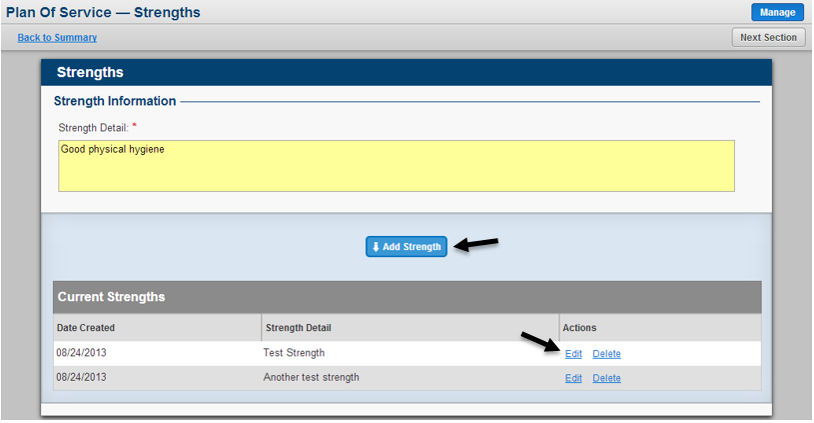 Plan Of Service — Strengths
Manage
Back to Summary
Next Section
Strengths
Strength Information
Strength Detail: *
Good physical hygiene
Add Strength
Current Strengths
Date Created Strength Detail Actions
08/24/2013 Test Strength Edit Delete
08/24/2013 Another test strength Edit Delete